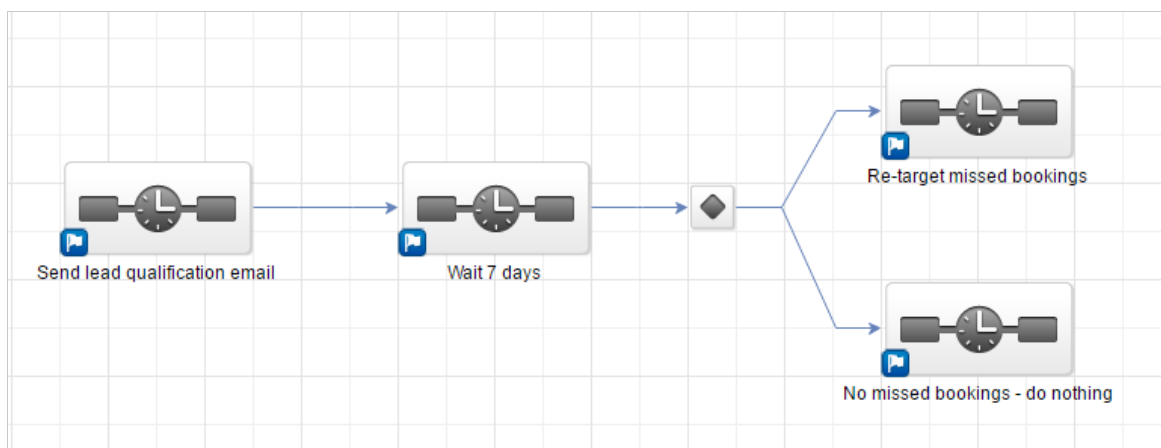 Send lead qualification email
Wait 7 days
Re-target missed bookings
No missed bookings - do nothing